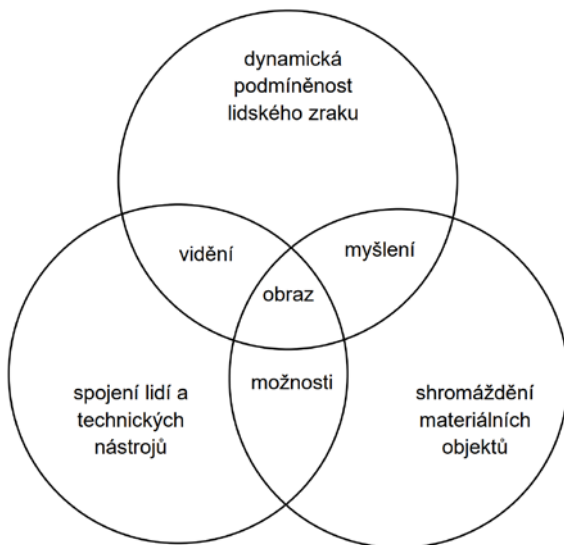 dynamická
podmíněnost
lidského zraku
vidění
myšlení
obraz
možnosti
spojení lidí a
technických
nástrojů
shromáždění
materiálních
objektů